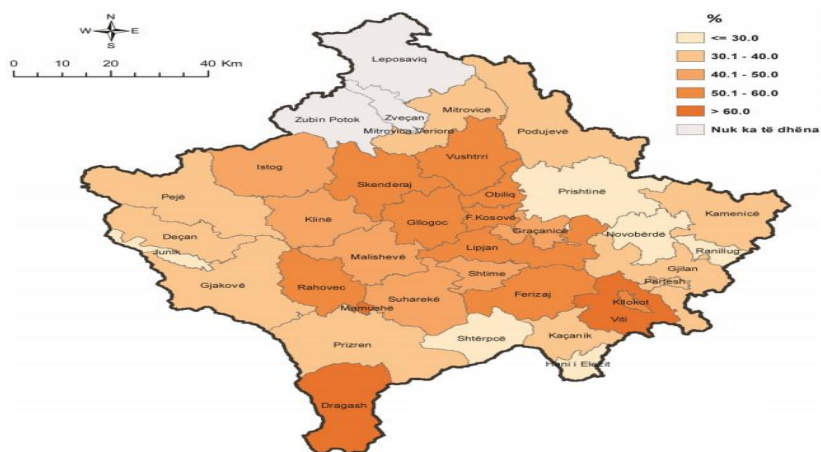 N
W E
S
0 10 20 40 Km
%
<= 30.0
30.1 - 40.0
40.1 - 50.0
50.1 - 60.0
> 60.0
Nuk ka të dhëna
Leposaviq
Zveçan
Zubin Potok
Mitrovicë
Mitrovica Veriore
Podujevë
Vushtrri
Istog
Skenderaj
Obiliq
Prishtinë
Pejë
Klinë
Gllogoc
F.Kosovë
Graçanicë
Kamenicë
Novobërdë
Deçan
Junik
Malishevë
Lipjan
Ranillug
Gjilan
Partesh
Gjakovë
Rahovec
Shtime
Mamushë
Suharekë
Ferizaj
Kllokot
Viti
Prizren
Shtërpcë
Kaçanik
Hani i Elezit
Dragash